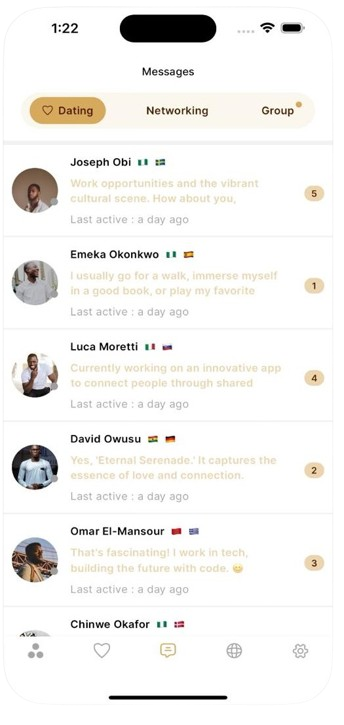 1:22
Messages
Dating Networking Group
Joseph Obi
Work opportunities and the vibrant
cultural scene. How about you,
5
Last active : a day ago
Emeka Okonkwo
I usually go for a walk, immerse myself
in a good book, or play my favorite
1
Last active : a day ago
Luca Moretti
Currently working on an innovative app
to connect people through shared
4
Last active : a day ago
David Owusu
Yes, 'Eternal Serenade.' It captures the
essence of love and connection.
2
Last active : a day ago
Omar El-Mansour
That's fascinating! I work in tech,
building the future with code. 😊
3
Last active : a day ago
Chinwe Okafor